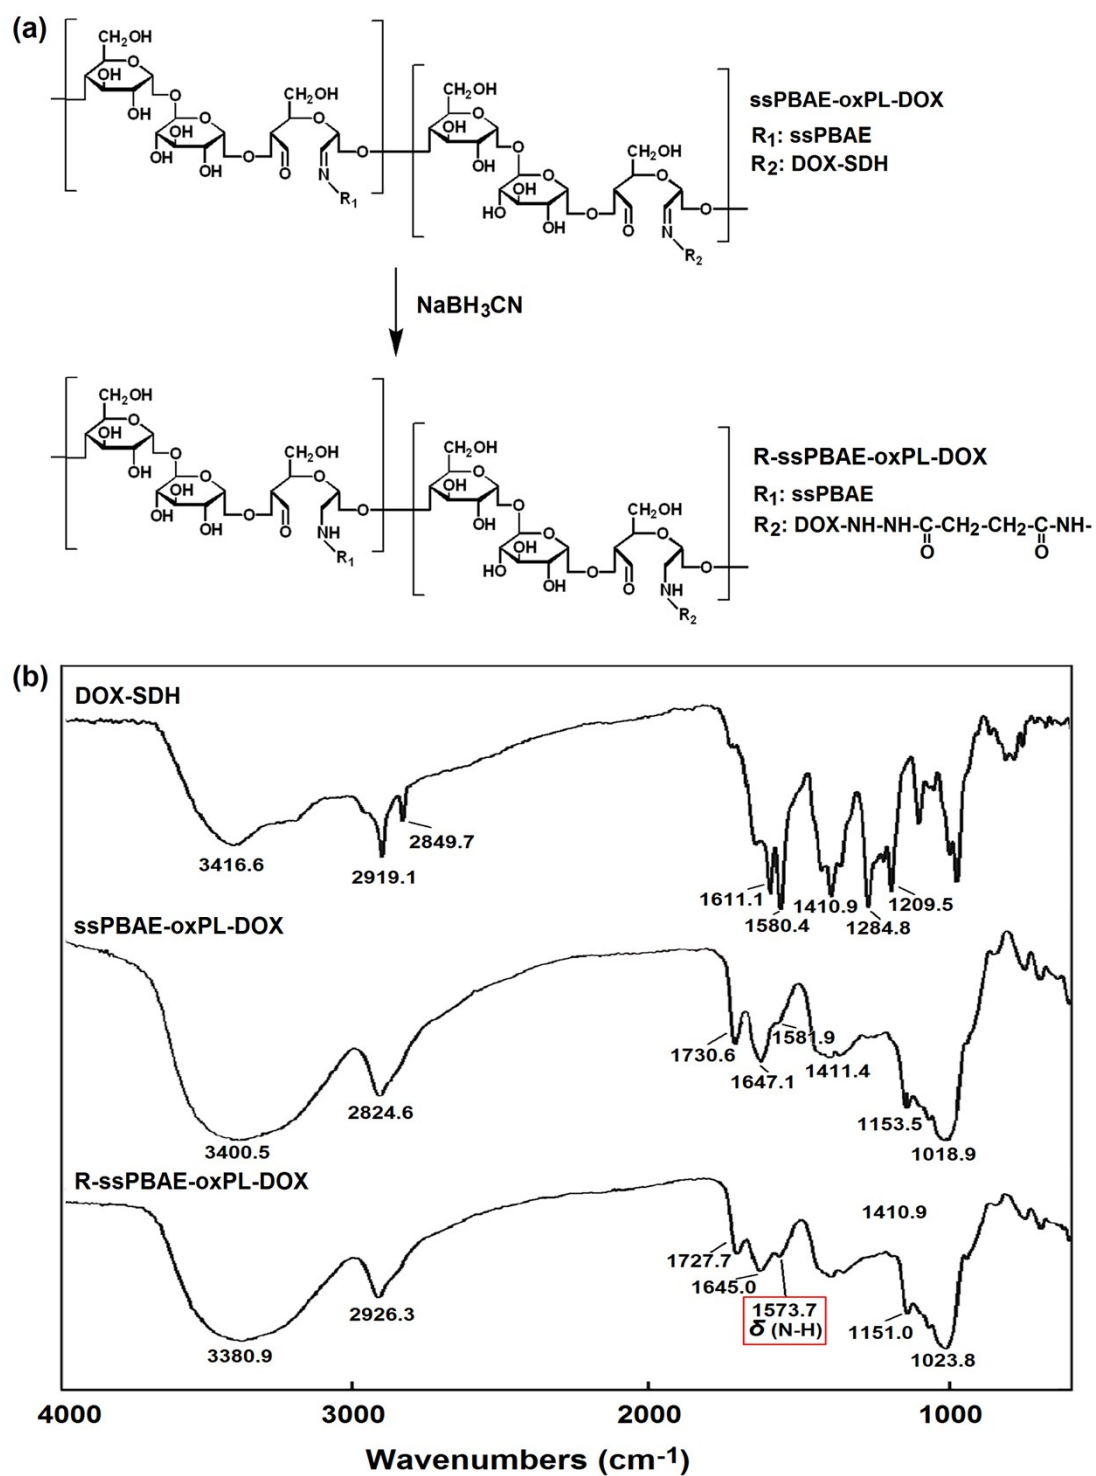 (a)
CH2OH
O
OH
OH
O
OH
O
OH
HO
OH
O
CH2OH
O
O
O
N
R1
CH2OH
O
OH
OH
O
OH
O
OH
HO
OH
O
CH2OH
O
O
O
N
R2
ssPBAE-oxPL-DOX
R1: ssPBAE
R2: DOX-SDH
NaBH3CN
CH2OH
O
OH
OH
O
OH
O
OH
HO
OH
O
CH2OH
O
O
O
NH
R1
CH2OH
O
OH
OH
O
OH
O
OH
HO
OH
O
CH2OH
O
O
O
NH
R2
R-ssPBAE-oxPL-DOX
R1: ssPBAE
R2: DOX-NH-NH-C-CH2-CH2-C-NH-
O O
(b)
DOX-SDH
3416.6
2919.1
2849.7
1611.1
1580.4
1410.9
1284.8
1209.5
ssPBAE-oxPL-DOX
3400.5
2824.6
1730.6
1647.1
1581.9
1411.4
1153.5
1018.9
R-ssPBAE-oxPL-DOX
3380.9
2926.3
1727.7
1645.0
1573.7
δ (N-H)
1410.9
1151.0
1023.8
4000 3000 2000 1000
Wavenumbers (cm-1)